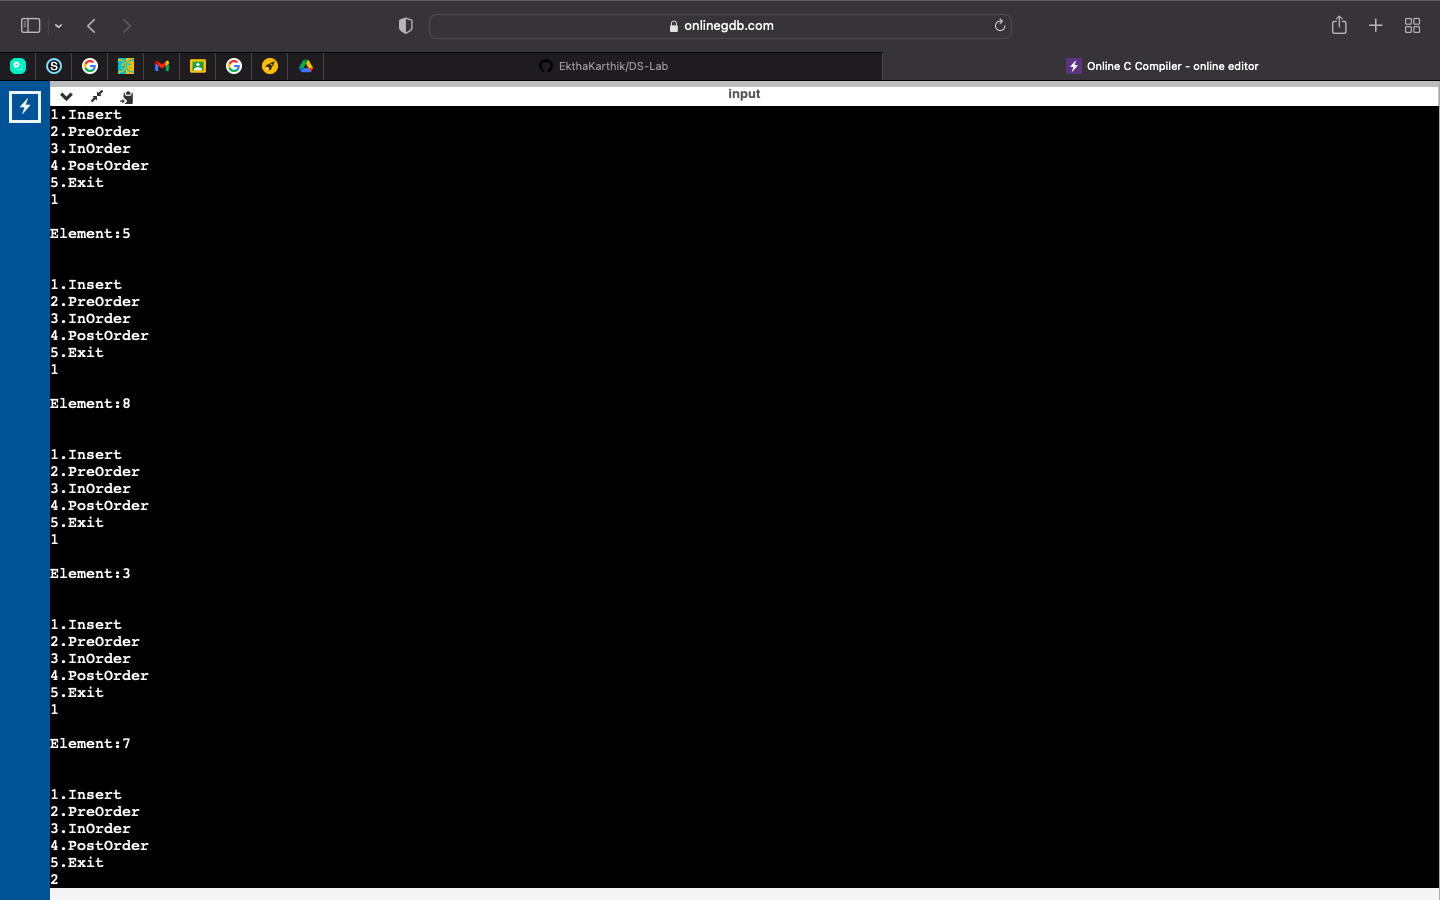 onlinegdb.com
EkthaKarthik/DS-Lab
Online C Compiler - online editor
input
1.Insert
2.PreOrder
3.InOrder
4.PostOrder
5.Exit
1
Element:5
1.Insert
2.PreOrder
3.InOrder
4.PostOrder
5.Exit
1
Element:8
1.Insert
2.PreOrder
3.InOrder
4.PostOrder
5.Exit
1
Element:3
1.Insert
2.PreOrder
3.InOrder
4.PostOrder
5.Exit
1
Element:7
1.Insert
2.PreOrder
3.InOrder
4.PostOrder
5.Exit
2